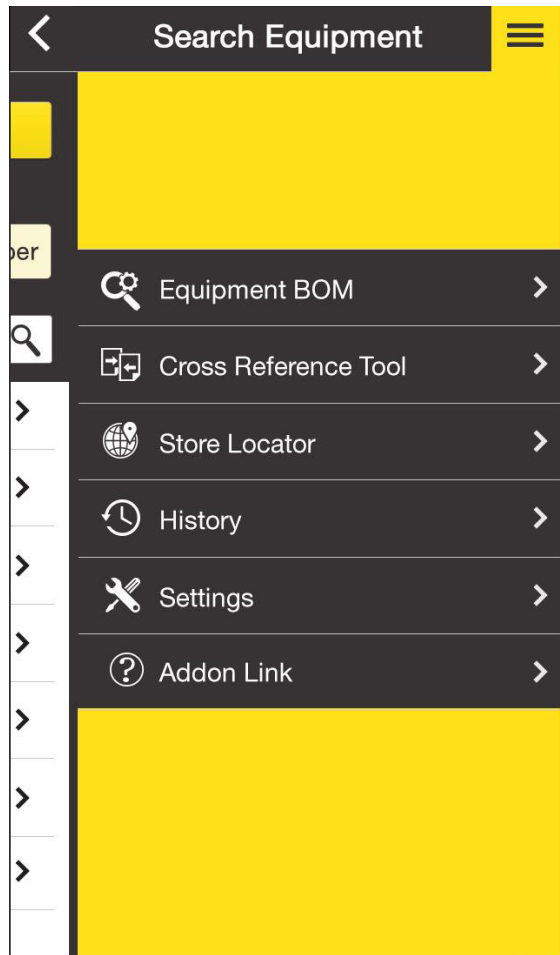 Search Equipment
Equipment BOM
Cross Reference Tool
Store Locator
History
Settings
Addon Link